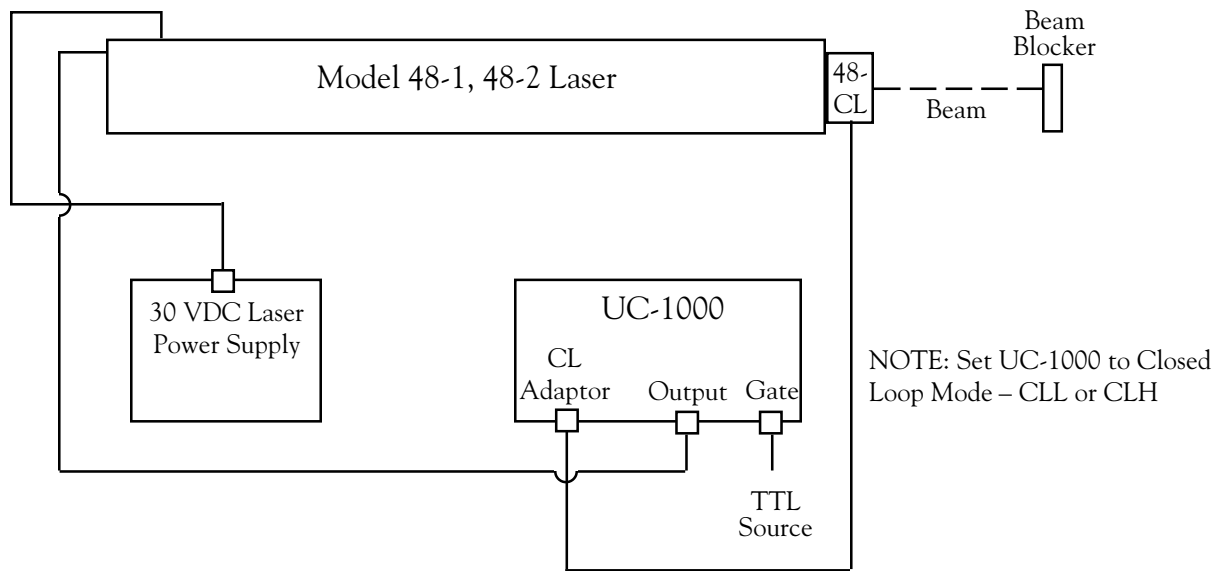 Beam
Blocker
Model 48-1, 48-2 Laser
48-
CL
Beam
30 VDC Laser
Power Supply
UC-1000
CL
Adaptor
Output
Gate
NOTE: Set UC-1000 to Closed
Loop Mode – CLL or CLH
TTL
Source